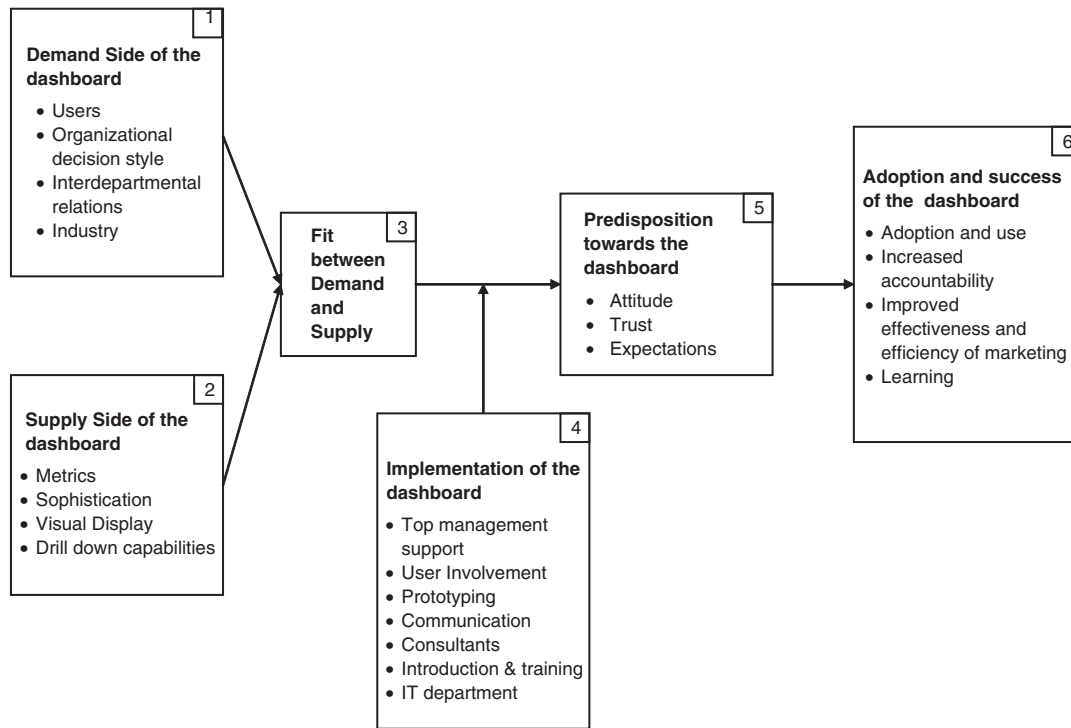 1
Demand Side of the
dashboard
• Users
• Organizational
decision style
• Interdepartmental
relations
• Industry
2
Supply Side of the
dashboard
• Metrics
• Sophistication
• Visual Display
• Drill down capabilities
3
Fit
between
Demand
and
Supply
4
Implementation of the
dashboard
• Top management
support
• User Involvement
• Prototyping
• Communication
• Consultants
• Introduction & training
• IT department
5
Predisposition
towards the
dashboard
• Attitude
• Trust
• Expectations
6
Adoption and success
of the dashboard
• Adoption and use
• Increased
accountability
• Improved
effectiveness and
efficiency of marketing
• Learning